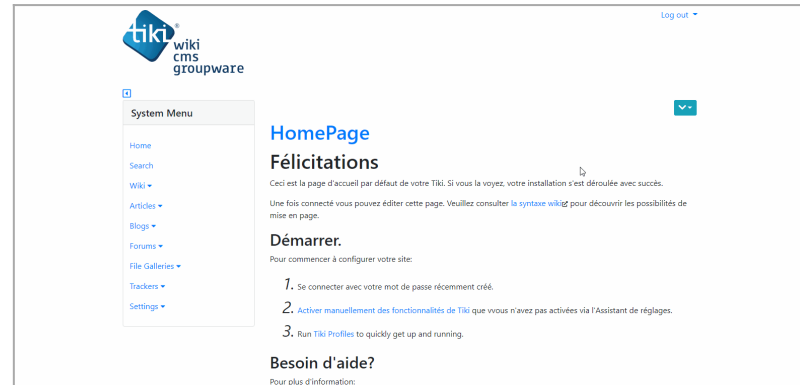 Log out
tiki®
wiki
cms
groupware
System Menu
Home
Search
Wiki
Articles
Blogs
Forums
File Galleries
Trackers
Settings
HomePage
Félicitations
Ceci est la page d'accueil par défaut de votre Tiki. Si vous la voyez, votre installation s'est déroulée avec succès.
Une fois connecté vous pouvez éditer cette page. Veuillez consulter la syntaxe wiki pour découvrir les possibilités de
mise en page.
Démarrer.
Pour commencer à configurer votre site:
1. Se connecter avec votre mot de passe récemment créé.
2. Activer manuellement des fonctionnalités de Tiki que vvous n'avez pas activées via l'Assistant de réglages.
3. Run Tiki Profiles to quickly get up and running.
Besoin d'aide?
Pour plus d'information: